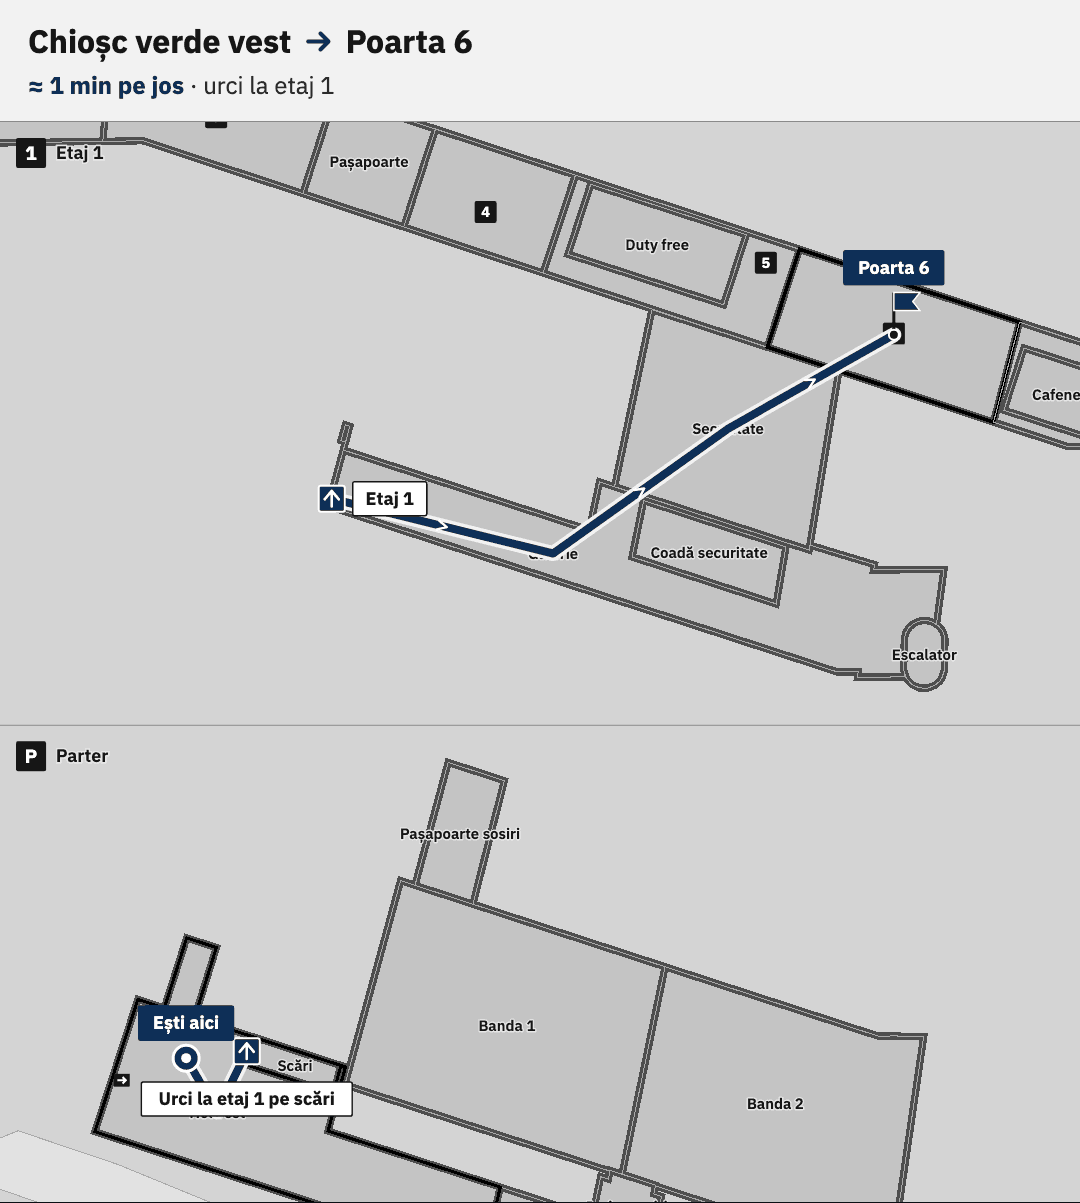 Chioșc verde vest → Poarta 6
≈ 1 min pe jos · urci la etaj 1
1 Etaj 1
Pașapoarte
4
Duty free
5
Poarta 6
Cafene
Etaj 1
Coadă securitate
Escalator
P Parter
Pașapoarte sosiri
Banda 1
Ești aici
Scări
Urci la etaj 1 pe scări
Banda 2